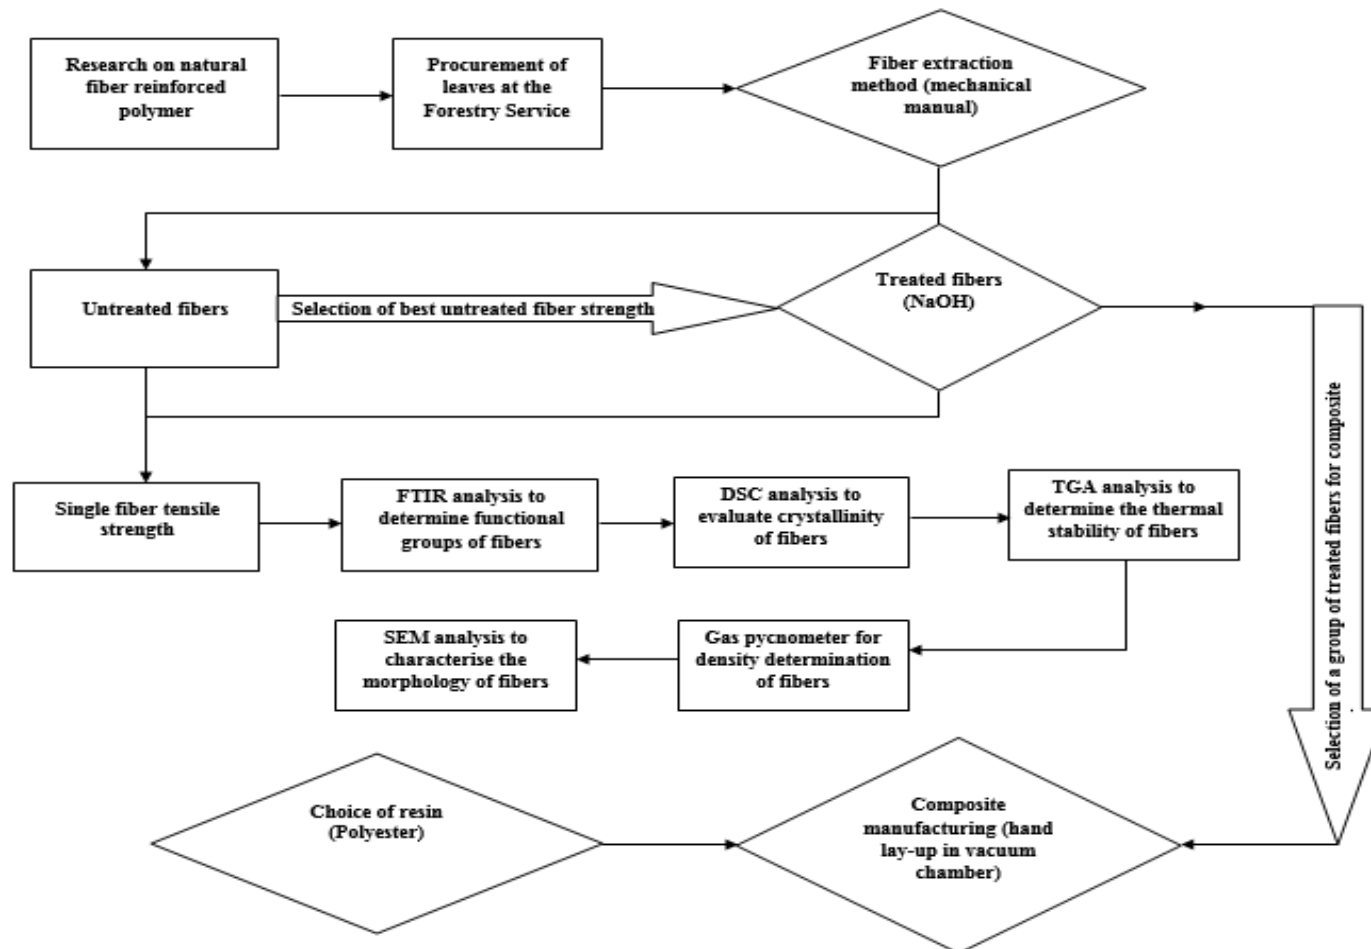 Research on natural
fiber reinforced
polymer
Procurement of
leaves at the
Forestry Service
Fiber extraction
method (mechanical
manual)
Untreated fibers
Selection of best untreated fiber strength
Treated fibers
(NaOH)
Single fiber tensile
strength
FTIR analysis to
determine functional
groups of fibers
DSC analysis to
evaluate crystallinity
of fibers
TGA analysis to
determine the thermal
stability of fibers
SEM analysis to
characterise the
morphology of fibers
Gas pycnometer for
density determination
of fibers
Selection of a group of treated fibers for composite
Choice of resin
(Polyester)
Composite
manufacturing (hand
lay-up in vacuum
chamber)